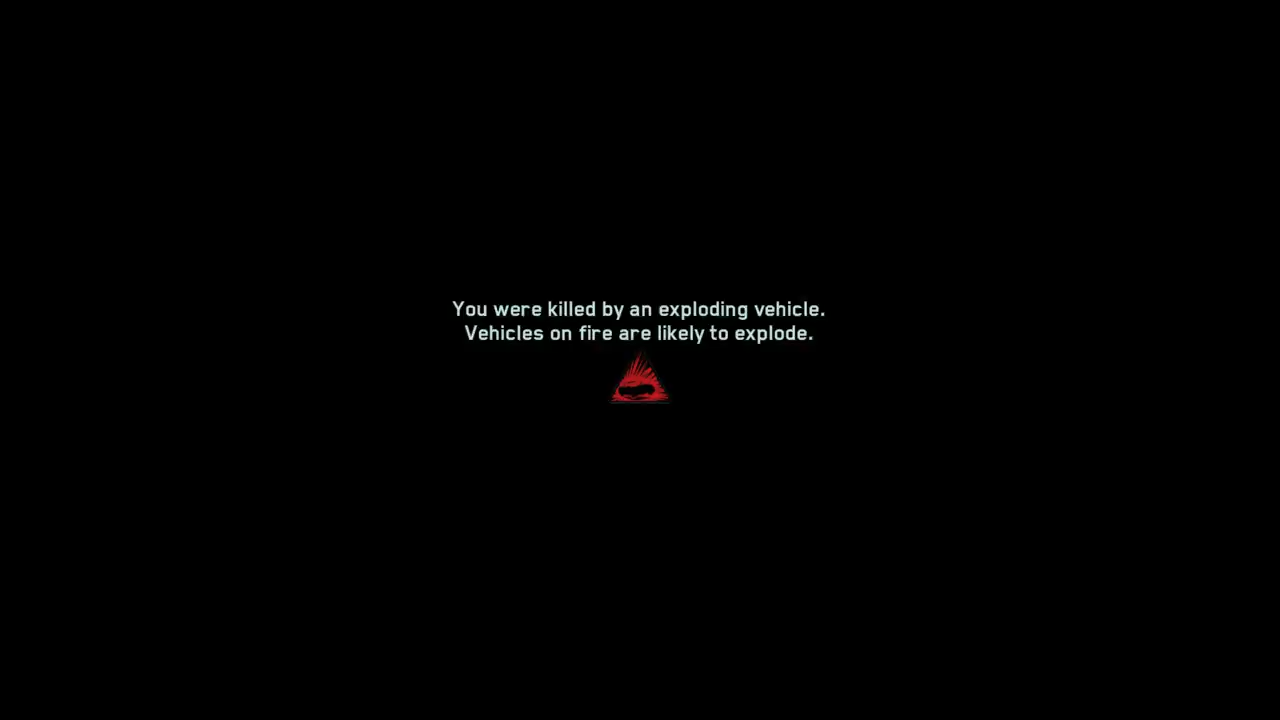 You were killed by an exploding vehicle.
Vehicles on fire are likely to explode.